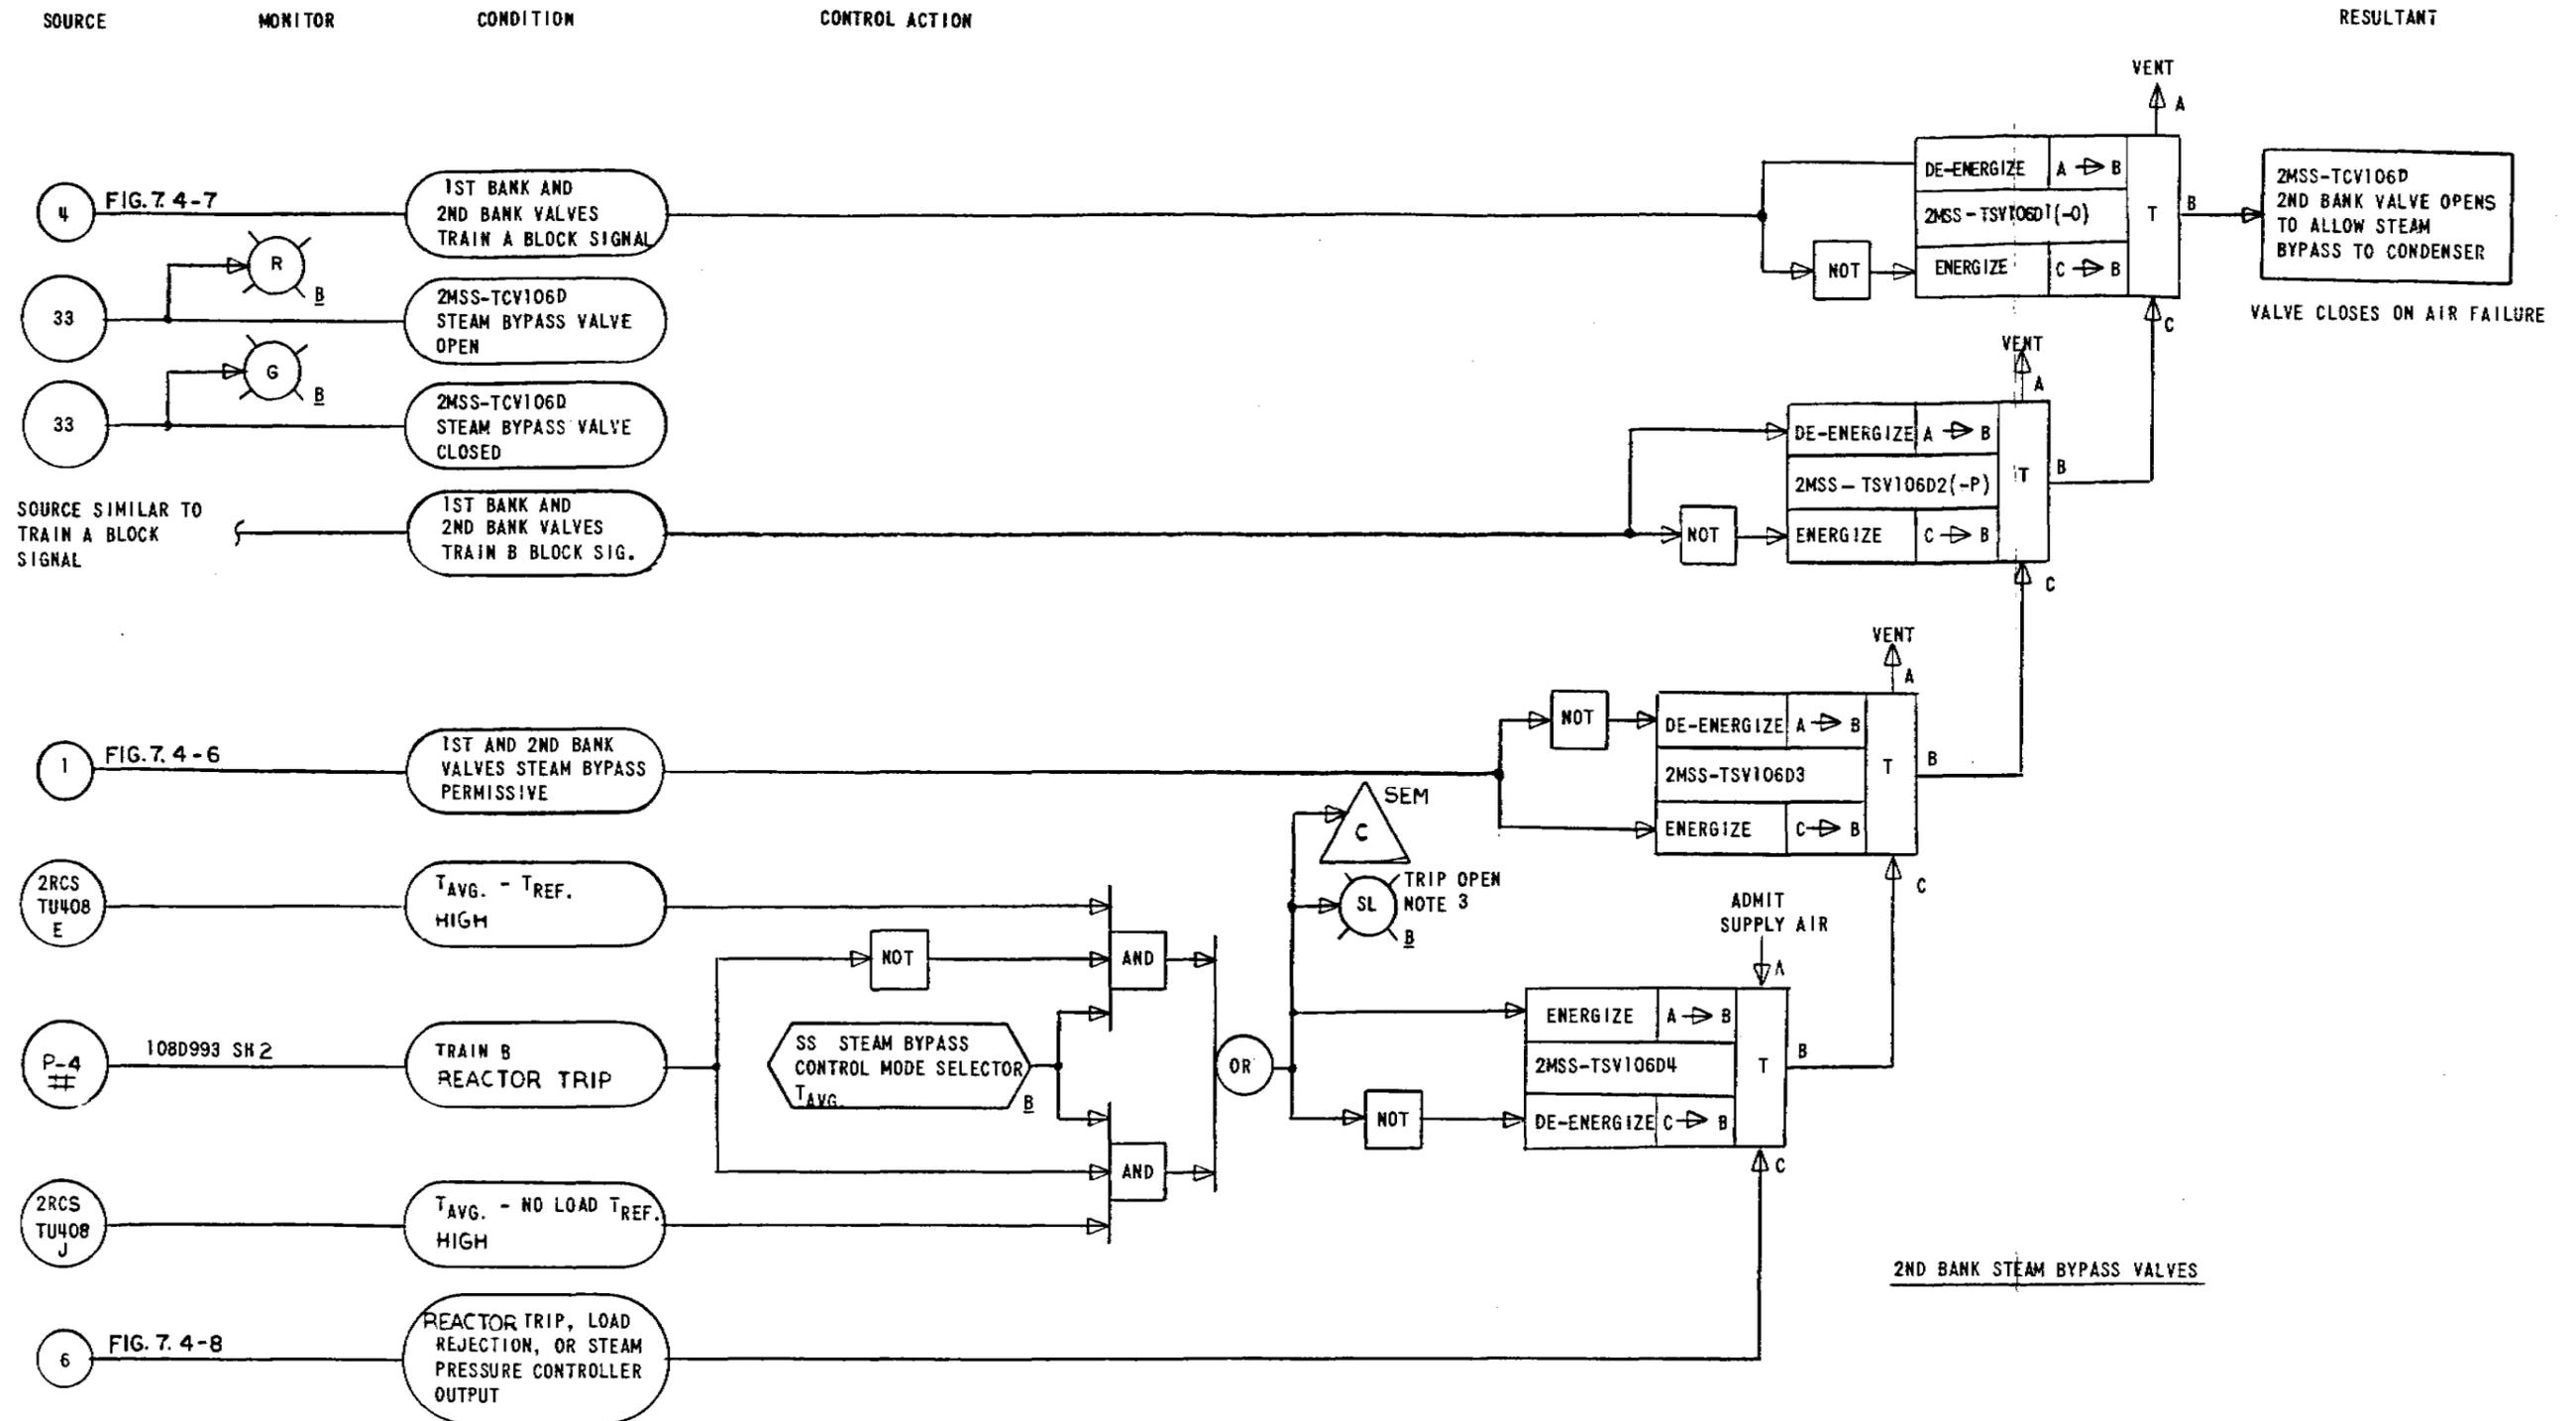 SOURCE
MONITOR
CONDITION
CONTROL ACTION
RESULTANT
VENT
A
4
FIG.7.4-7
1ST BANK AND
2ND BANK VALVES
TRAIN A BLOCK SIGNAL
DE-ENERGIZE
A
B
2MSS-TSV106D1(-O)
T
B
NOT
ENERGIZE
C
B
2MSS-TCV106D
2ND BANK VALVE OPENS
TO ALLOW STEAM
BYPASS TO CONDENSER
VALVE CLOSES ON AIR FAILURE
C
R
B
33
2MSS-TCV106D
STEAM BYPASS VALVE
OPEN
G
B
33
2MSS-TCV106D
STEAM BYPASS VALVE
CLOSED
VENT
A
DE-ENERGIZE
A
B
2MSS-TSV106D2(-P)
T
B
NOT
ENERGIZE
C
B
C
SOURCE SIMILAR TO
TRAIN A BLOCK
SIGNAL
1ST BANK AND
2ND BANK VALVES
TRAIN B BLOCK SIG.
VENT
A
1
FIG.7.4-6
1ST AND 2ND BANK
VALVES STEAM BYPASS
PERMISSIVE
NOT
DE-ENERGIZE
A
B
2MSS-TSV106D3
T
B
ENERGIZE
C
B
C
SEM
C
SL
TRIP OPEN
NOTE 3
B
2RCS
TU408
E
TAVG. - TREF.
HIGH
NOT
AND
ADMIT
SUPPLY AIR
A
P-4
#
108D993 SH 2
TRAIN B
REACTOR TRIP
SS STEAM BYPASS
CONTROL MODE SELECTOR
TAVG.
B
OR
ENERGIZE
A
B
2MSS-TSV106D4
T
B
NOT
DE-ENERGIZE
C
B
C
AND
2RCS
TU408
J
TAVG. - NO LOAD TREF.
HIGH
2ND BANK STEAM BYPASS VALVES
6
FIG. 7.4-8
REACTOR TRIP, LOAD
REJECTION, OR STEAM
PRESSURE CONTROLLER
OUTPUT